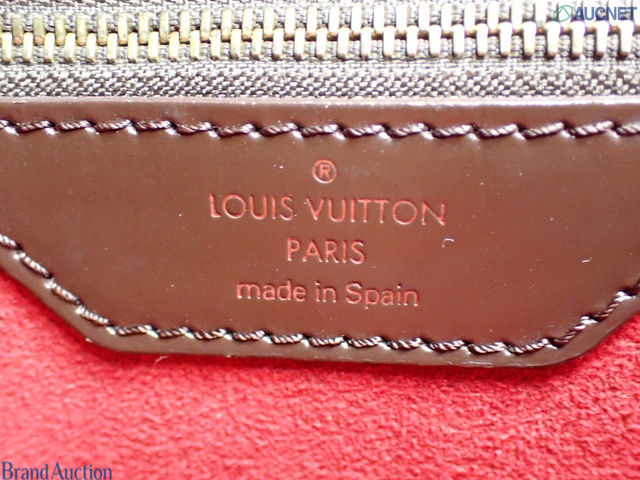 AUCNET
®
LOUIS VUITTON
PARIS
made in Spain
Brand Auction